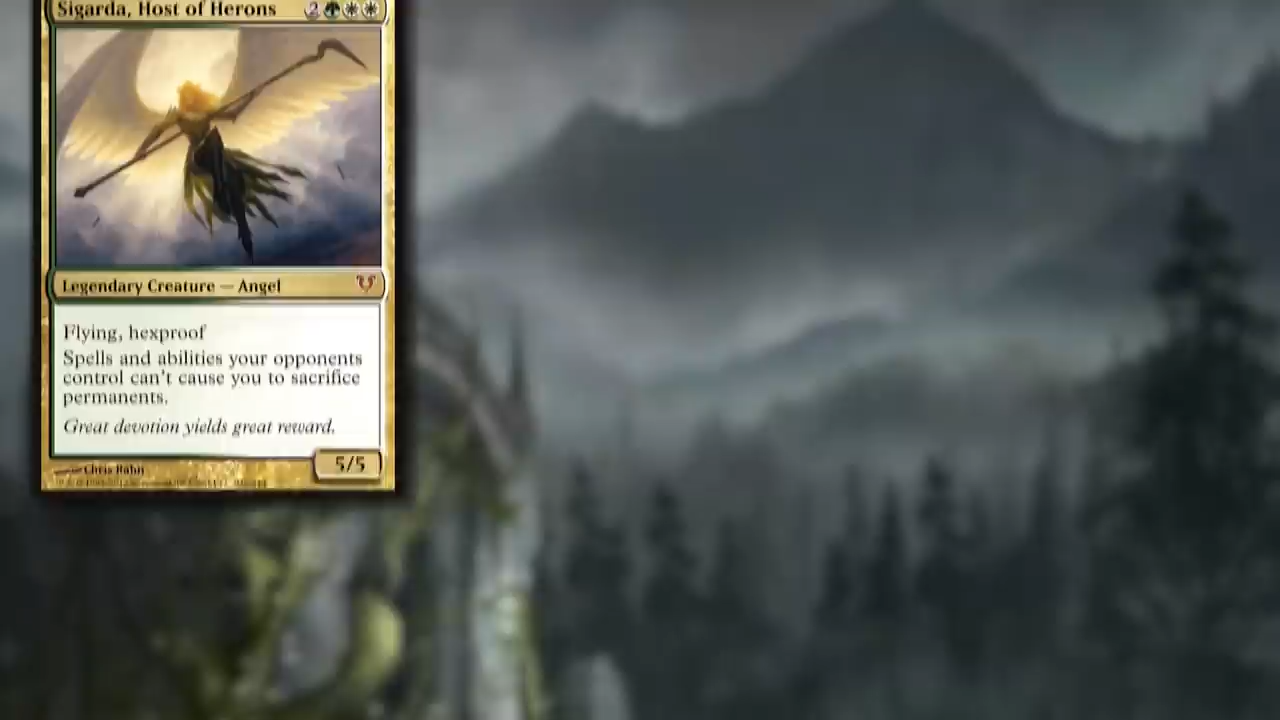 Sigarda, Host of Herons 2
Legendary Creature — Angel
Flying, hexproof
Spells and abilities your opponents
control can't cause you to sacrifice
permanents.
Great devotion yields great reward.
5/5
Chris Rahn